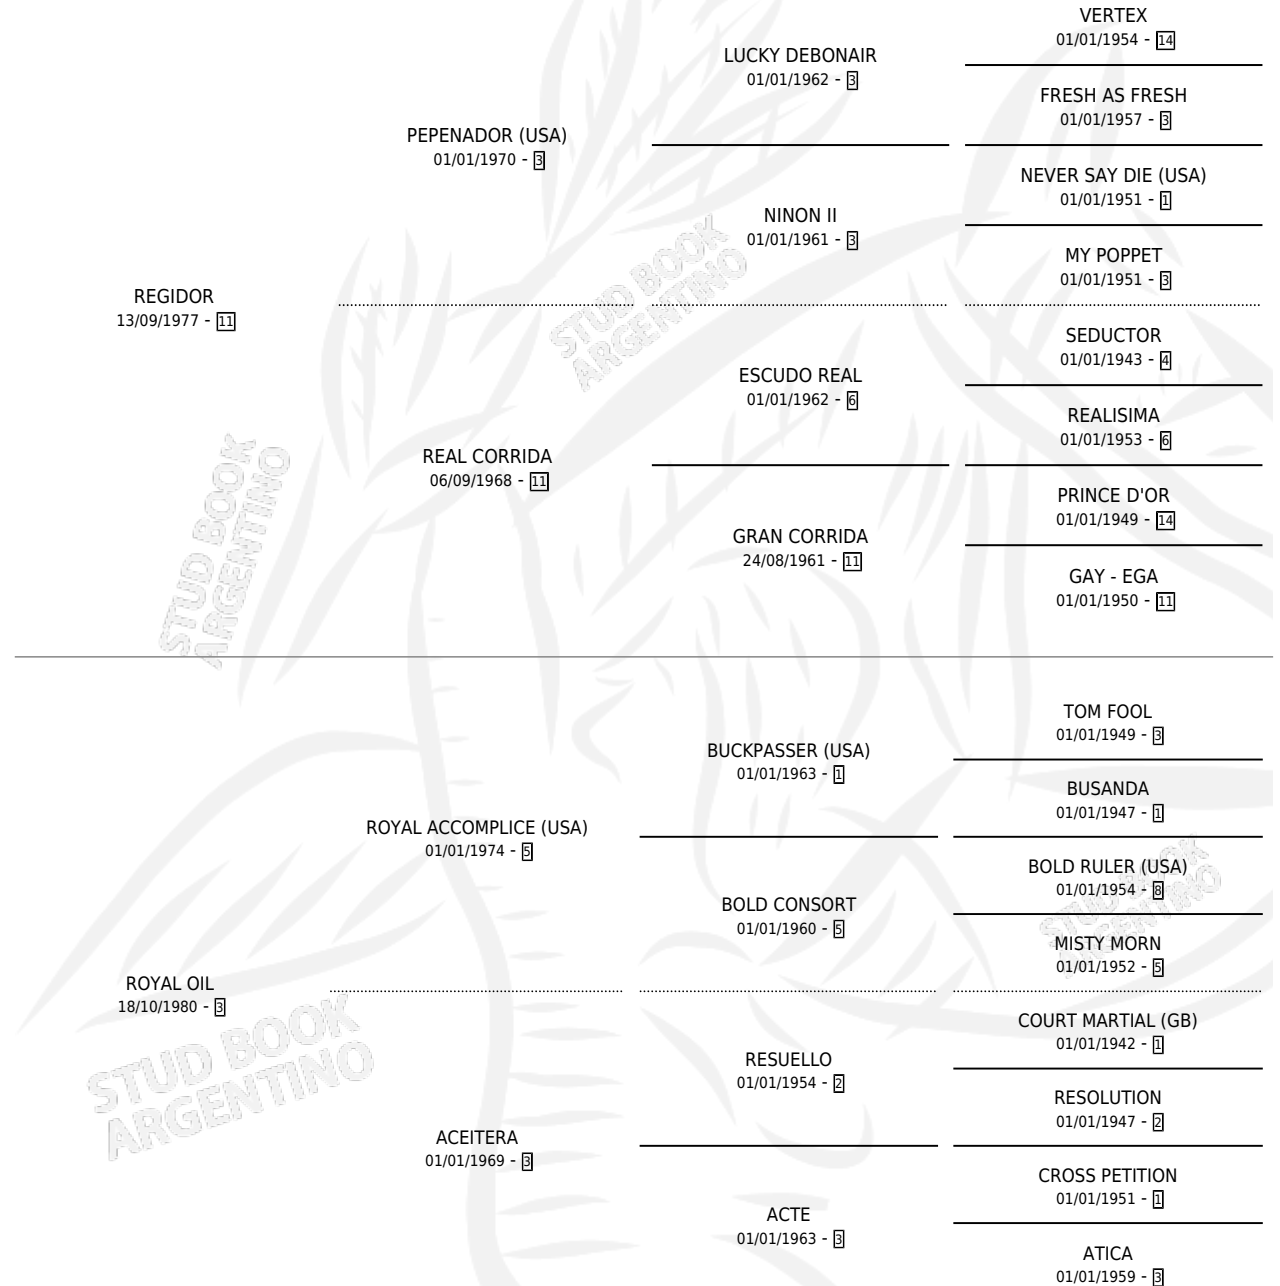 VERTEX
01/01/1954 - 14
LUCKY DEBONAIR
01/01/1962 - 3
FRESH AS FRESH
01/01/1957 - 3
PEPENADOR (USA)
01/01/1970 - 3
NEVER SAY DIE (USA)
01/01/1951 - 1
NINON II
01/01/1961 - 3
MY POPPET
01/01/1951 - 3
REGIDOR
13/09/1977 - 11
SEDUCTOR
01/01/1943 - 4
ESCUDO REAL
01/01/1962 - 6
REALISIMA
01/01/1953 - 6
REAL CORRIDA
06/09/1968 - 11
PRINCE D'OR
01/01/1949 - 14
GRAN CORRIDA
24/08/1961 - 11
GAY - EGA
01/01/1950 - 11
STUD BOOK
ARGENTINO
STUD BOOK
ARGENTINO
TOM FOOL
01/01/1949 - 3
BUCKPASSER (USA)
01/01/1963 - 1
BUSANDA
01/01/1947 - 1
ROYAL ACCOMPLICE (USA)
01/01/1974 - 5
BOLD RULER (USA)
01/01/1954 - 8
BOLD CONSORT
01/01/1960 - 5
MISTY MORN
01/01/1952 - 5
STUD BOOK
ARGENTINO
ROYAL OIL
18/10/1980 - 3
COURT MARTIAL (GB)
01/01/1942 - 1
RESUELLO
01/01/1954 - 2
RESOLUTION
01/01/1947 - 2
ACEITERA
01/01/1969 - 3
CROSS PETITION
01/01/1951 - 1
ACTE
01/01/1963 - 3
ATICA
01/01/1959 - 3
STUD BOOK
ARGENTINO